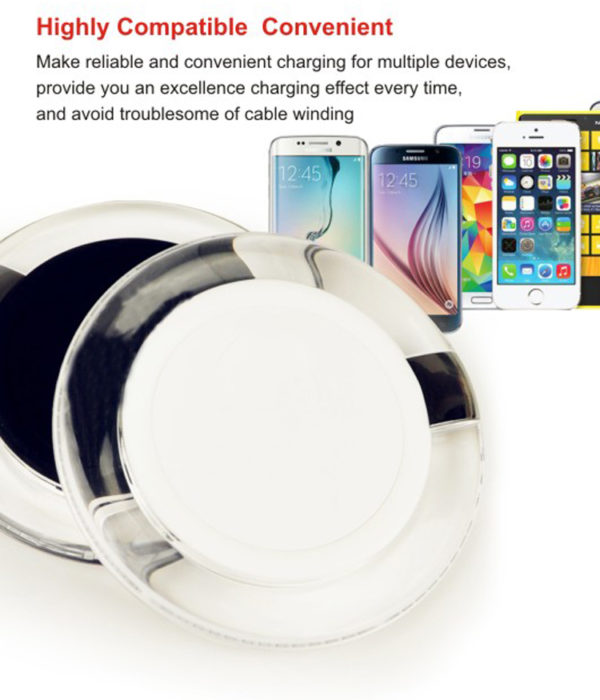 Highly Compatible Convenient
Make reliable and convenient charging for multiple devices,
provide you an excellence charging effect every time,
and avoid troublesome of cable winding
SAMSUNG
12:45
SAMSUNG
12:45
:19